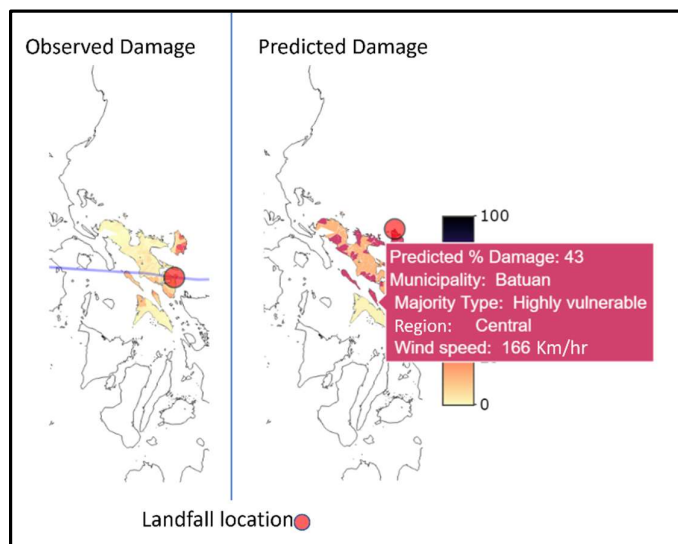 Observed Damage
Predicted Damage
100
Predicted % Damage: 43
Municipality: Batuan
Majority Type: Highly vulnerable
Region: Central
Wind speed: 166 Km/hr
0
Landfall location